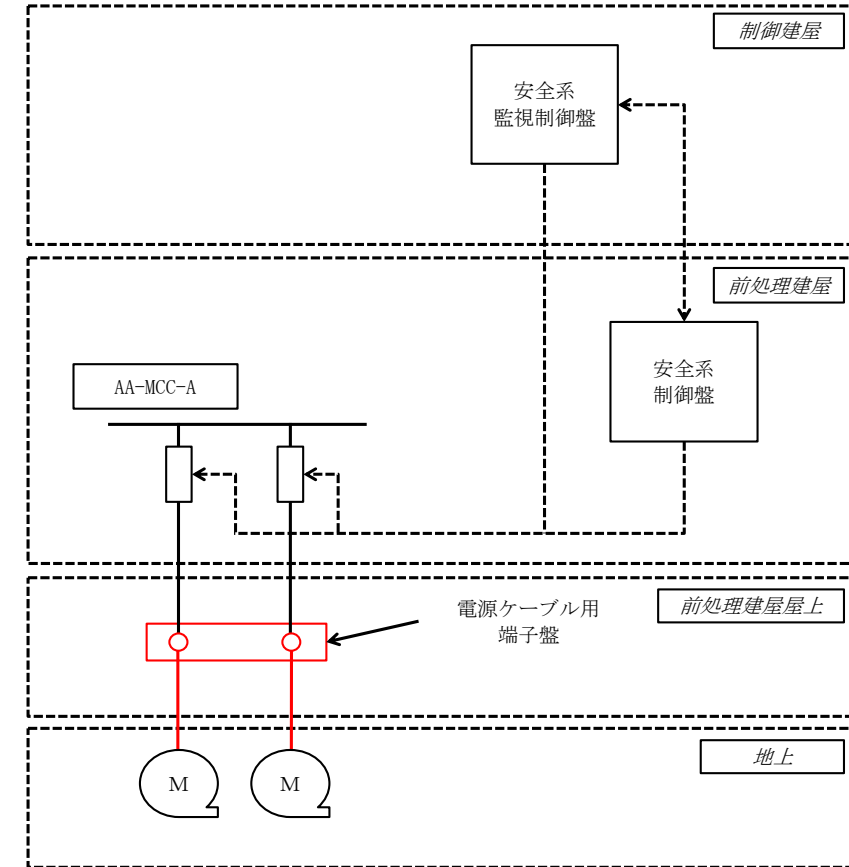 制御建屋
安全系
監視制御盤
前処理建屋
安全系
制御盤
AA-MCC-A
前処理建屋屋上
電源ケーブル用
端子盤
地上
M
M